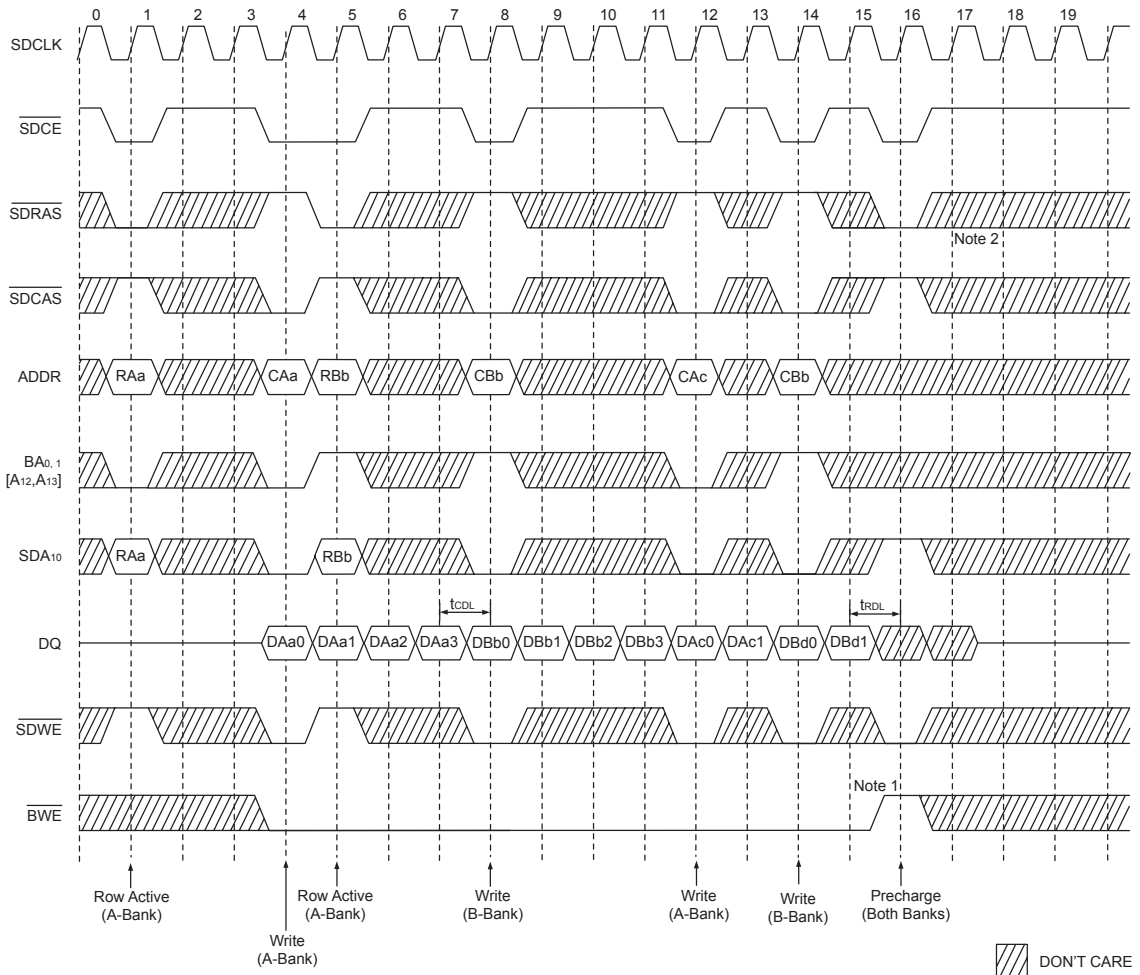 0 1 2 3 4 5 6 7 8 9 10 11 12 13 14 15 16 17 18 19
SDCLK
SDCE
SDRAS
Note 2
SDCAS
ADDR RAa CAa RBb CBb CAc CBb
BA0, 1
[A12,A13]
SDA10 RAa RBb
tCDL tRDL
DQ DAa0 DAa1 DAa2 DAa3 DBb0 DBb1 DBb2 DBb3 DAc0 DAc1 DBd0 DBd1
SDWE
Note 1
BWE
Row Active
(A-Bank)
Write
(A-Bank)
Row Active
(A-Bank)
Write
(B-Bank)
Write
(A-Bank)
Write
(B-Bank)
Precharge
(Both Banks)
DON'T CARE